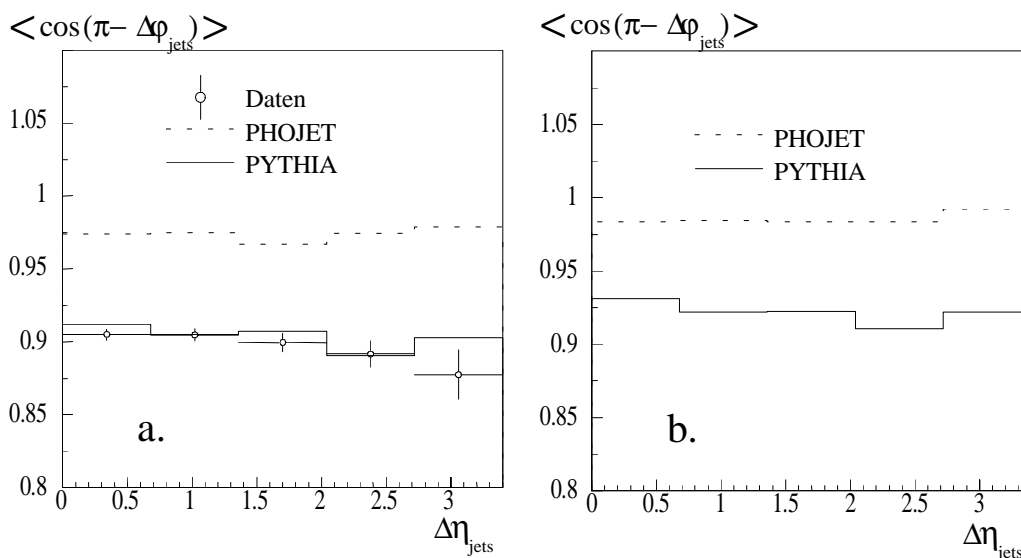 <cos(π− Δφjets)>
Daten
PHOJET
PYTHIA
1.05
1
0.95
0.9
0.85
0.8
a.
0 0.5 1 1.5 2 2.5 3
Δηjets
<cos(π− Δφjets)>
PHOJET
PYTHIA
1.05
1
0.95
0.9
0.85
0.8
b.
0 0.5 1 1.5 2 2.5 3
Δηjets